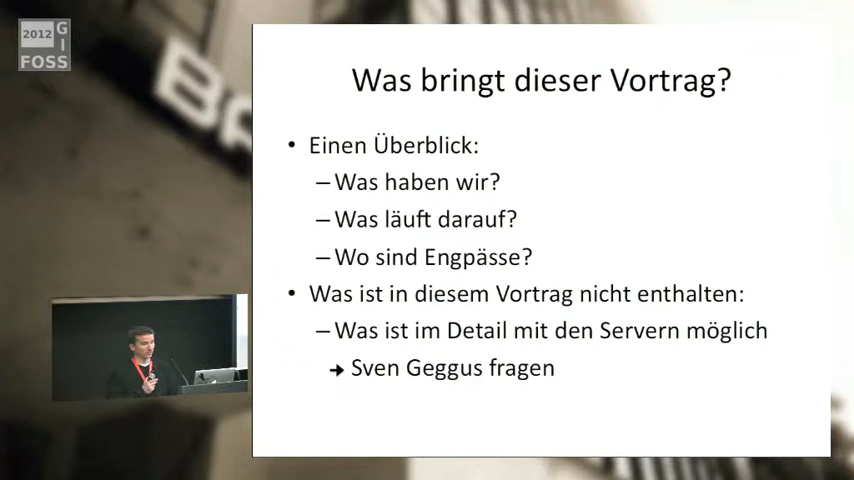 2012
G
I
FOSS
Was bringt dieser Vortrag?
• Einen Überblick:
– Was haben wir?
– Was läuft darauf?
– Wo sind Engpässe?
• Was ist in diesem Vortrag nicht enthalten:
– Was ist im Detail mit den Servern möglich
➔ Sven Geggus fragen